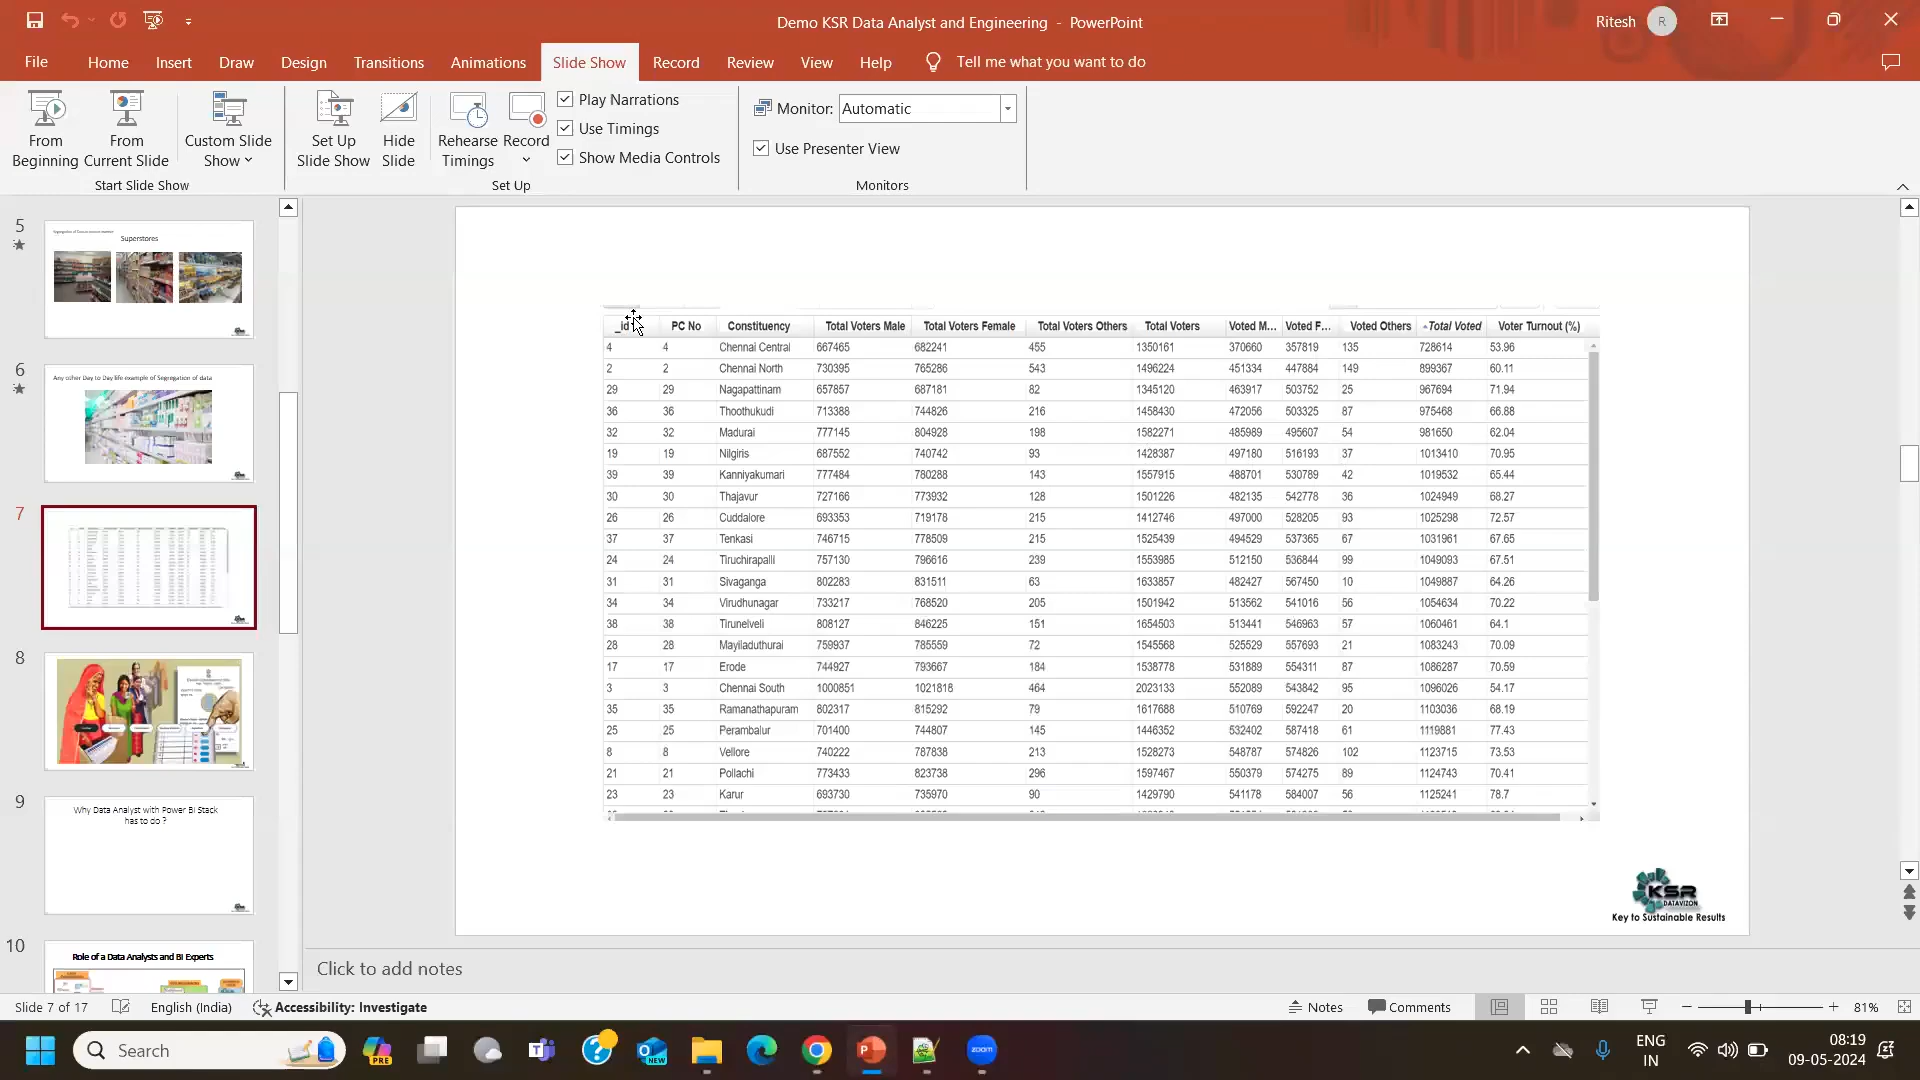 Demo KSR Data Analyst and Engineering - PowerPoint
Ritesh R
File Home Insert Draw Design Transitions Animations Slide Show Record Review View Help Tell me what you want to do
From Beginning
From Current Slide
Custom Slide Show
Start Slide Show
Set Up Slide Show
Hide Slide
Rehearse Timings
Record
Play Narrations
Use Timings
Show Media Controls
Set Up
Monitor: Automatic
Use Presenter View
Monitors
5
Superstores
6
Any other Day to Day life example of Segregation of data
7
8
9
Why Data Analyst with Power BI Stack
has to do ?
10
Role of a Data Analysts and BI Experts
_id PC No Constituency Total Voters Male Total Voters Female Total Voters Others Total Voters Voted M... Voted F... Voted Others Total Voted Voter Turnout (%)
4 4 Chennai Central 667465 682241 455 1350161 370660 357819 135 728614 53.96
2 2 Chennai North 730395 765286 543 1496224 451334 447884 149 899367 60.11
29 29 Nagapattinam 657857 687181 82 1345120 463917 503752 25 967694 71.94
36 36 Thoothukudi 713388 744826 216 1458430 472056 503325 87 975468 66.88
32 32 Madurai 777145 804928 198 1582271 485989 495607 54 981650 62.04
19 19 Nilgiris 687552 740742 93 1428387 497180 516193 37 1013410 70.95
39 39 Kanniyakumari 777484 780288 143 1557915 488701 530789 42 1019532 65.44
30 30 Thajavur 727166 773932 128 1501226 482135 542778 36 1024949 68.27
26 26 Cuddalore 693353 719178 215 1412746 497000 528205 93 1025298 72.57
37 37 Tenkasi 746715 778509 215 1525439 494529 537365 67 1031961 67.65
24 24 Tiruchirapalli 757130 796616 239 1553985 512150 536844 99 1049093 67.51
31 31 Sivaganga 802283 831511 63 1633857 482427 567450 10 1049887 64.26
34 34 Virudhunagar 733217 768520 205 1501942 513562 541016 56 1054634 70.22
38 38 Tirunelveli 808127 846225 151 1654503 513441 546963 57 1060461 64.1
28 28 Mayiladuthurai 759937 785559 72 1545568 525529 557693 21 1083243 70.09
17 17 Erode 744927 793667 184 1538778 531889 554311 87 1086287 70.59
3 3 Chennai South 1000851 1021818 464 2023133 552089 543842 95 1096026 54.17
35 35 Ramanathapuram 802317 815292 79 1617688 510769 592247 20 1103036 68.19
25 25 Perambalur 701400 744807 145 1446352 532402 587418 61 1119881 77.43
8 8 Vellore 740222 787838 213 1528273 548787 574826 102 1123715 73.53
21 21 Pollachi 773433 823738 296 1597467 550379 574275 89 1124743 70.41
23 23 Karur 693730 735970 90 1429790 541178 584007 56 1125241 78.7
KSR
DATAVIZON
Key to Sustainable Results
Click to add notes
Slide 7 of 17 English (India) Accessibility: Investigate Notes Comments 81%
Search
PRE
NEW
zoom
ENG
IN
08:19
09-05-2024